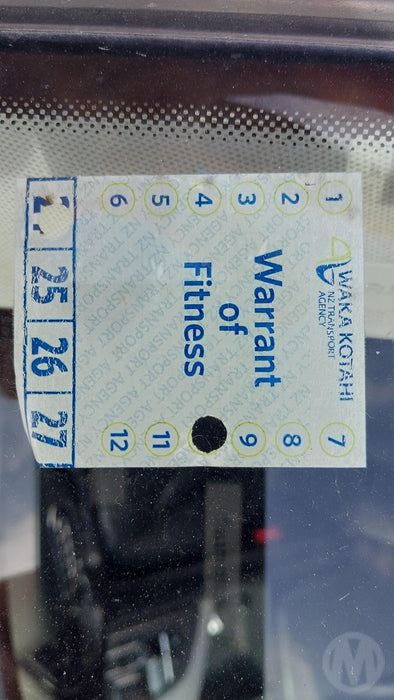 WAKA KOTAHI
NZ TRANSPORT
AGENCY
1 7
2 8
3 9
4
5 11
6 12
Warrant
of
Fitness
25 26 27
M